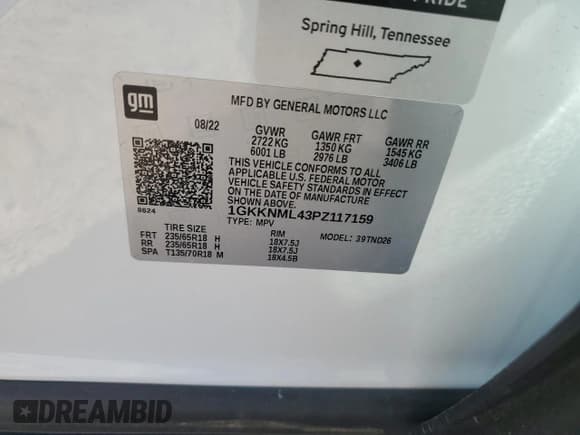 PRIDE
Spring Hill, Tennessee
gm
MFD BY GENERAL MOTORS LLC
08/22 GVWR GAWR FRT GAWR RR
2722 KG 1350 KG 1545 KG
6001 LB 2976 LB 3406 LB
THIS VEHICLE CONFORMS TO ALL
APPLICABLE U.S. FEDERAL MOTOR
VEHICLE SAFETY STANDARDS IN EFFECT
ON THE DATE OF MANUFACTURE
SHOWN ABOVE.
8624 1GKKNML43PZ117159
TYPE: MPV MODEL: 39TND26
TIRE SIZE RIM
FRT 235/65R18 H 18X7.5J
RR 235/65R18 H 18X7.5J
SPA T135/70R18 M 18X4.5B
DREAMBID